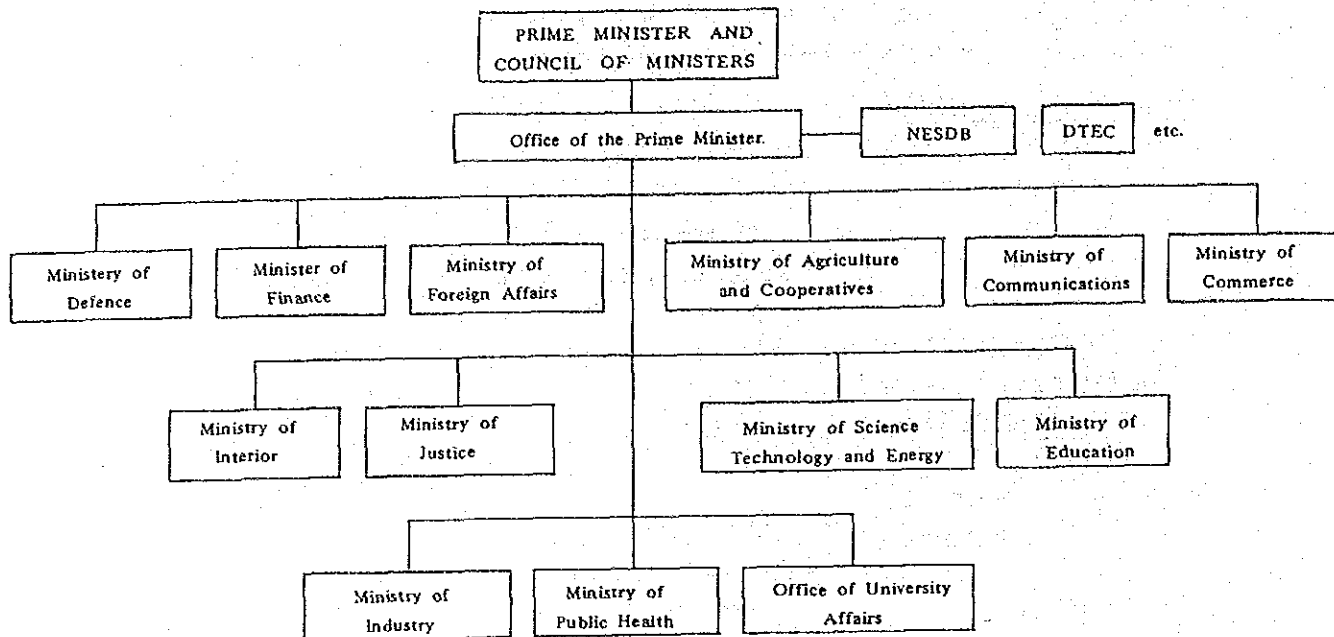 PRIME MINISTER AND
COUNCIL OF MINISTERS
Office of the Prime Minister.
NESDB
DTEC
etc.
Ministery of
Defence
Minister of
Finance
Ministry of
Foreign Affairs
Ministry of Agriculture
and Cooperatives
Ministry of
Communications
Ministry of
Commerce
Ministry of
Interior
Ministry of
Justice
Ministry of Science
Technology and Energy
Ministry of
Education
Ministry of
Industry
Ministry of
Public Health
Office of University
Affairs